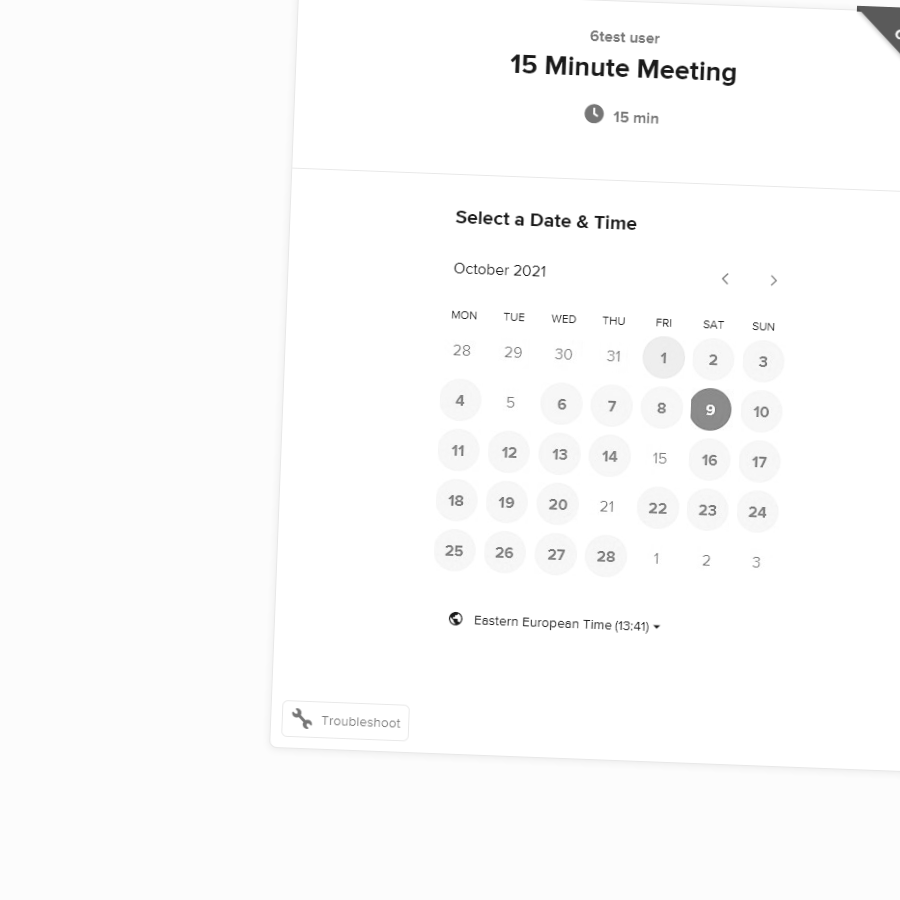 6test user
15 Minute Meeting
15 min
Select a Date & Time
October 2021
MON TUE WED THU FRI SAT SUN
28 29 30 31 1 2 3
4 5 6 7 8 9 10
11 12 13 14 15 16 17
18 19 20 21 22 23 24
25 26 27 28 1 2 3
Eastern European Time (13:41)
Troubleshoot